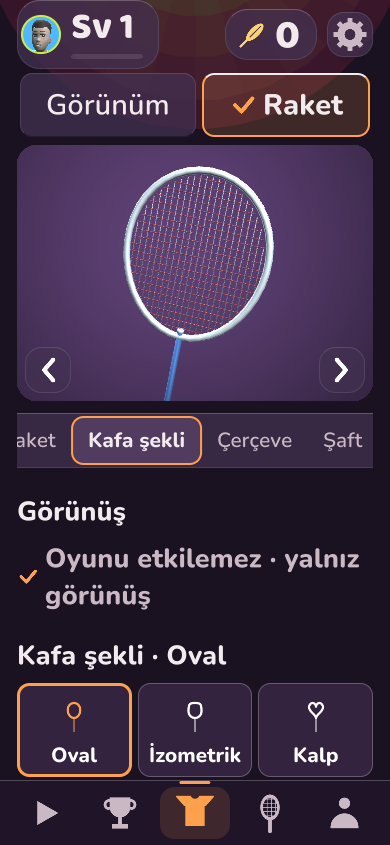 Sv 1
0
Görünüm
Raket
aket
Kafa şekli
Çerçeve
Şaft
Görünüş
Oyunu etkilemez · yalnız
görünüş
Kafa şekli · Oval
Oval
İzometrik
Kalp